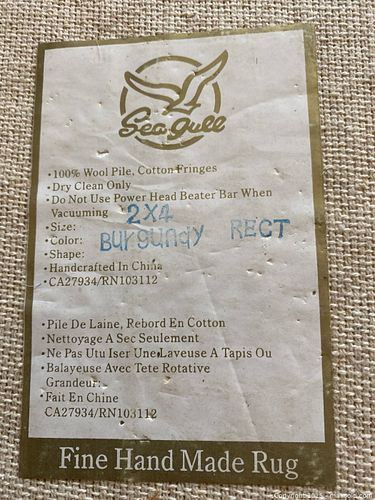 Sea gull
• 100% Wool Pile, Cotton Fringes
• Dry Clean Only
• Do Not Use Power Head Beater Bar When
Vacuuming
• Size: 2X4
• Color: Burgundy RECT
• Shape:
• Handcrafted In China
• CA27934/RN103112
• Pile De Laine, Rebord En Cotton
• Nettoyage A Sec Seulement
• Ne Pas Utu Iser Une Laveuse A Tapis Ou
• Balayeuse Avec Tete Rotative
Grandeur:
• Fait En Chine
CA27934/RN103112
Fine Hand Made Rug